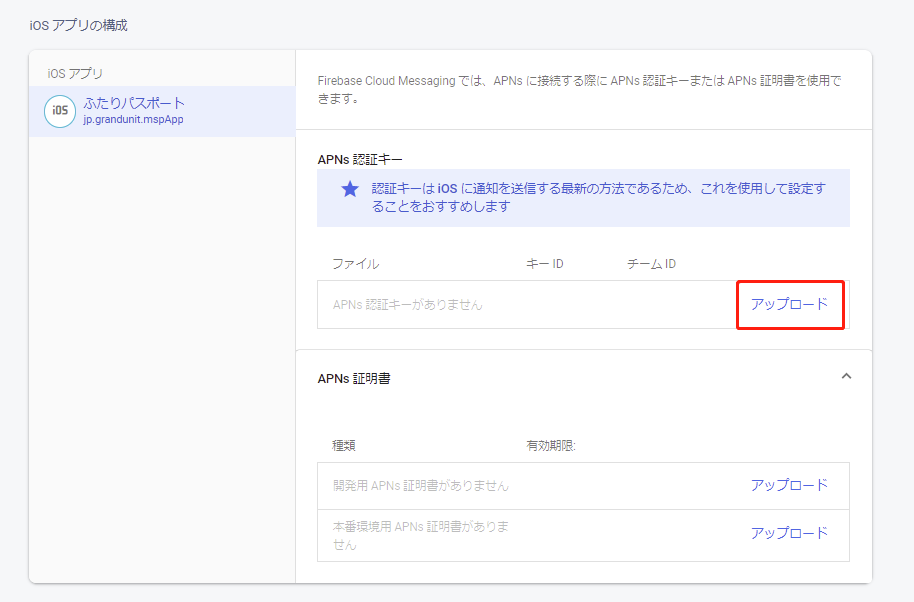 iOS アプリの構成
iOS アプリ
iOS
ふたりパスポート
jp.grandunit.mspApp
Firebase Cloud Messaging では、APNs に接続する際に APNs 認証キーまたは APNs 証明書を使用で
きます。
APNs 認証キー
認証キーは iOS に通知を送信する最新の方法であるため、これを使用して設定す
ることをおすすめします
ファイル キー ID チーム ID
APNs 認証キーがありません アップロード
APNs 証明書
種類 有効期限:
開発用 APNs 証明書がありません アップロード
本番環境用 APNs 証明書がありま
せん
アップロード